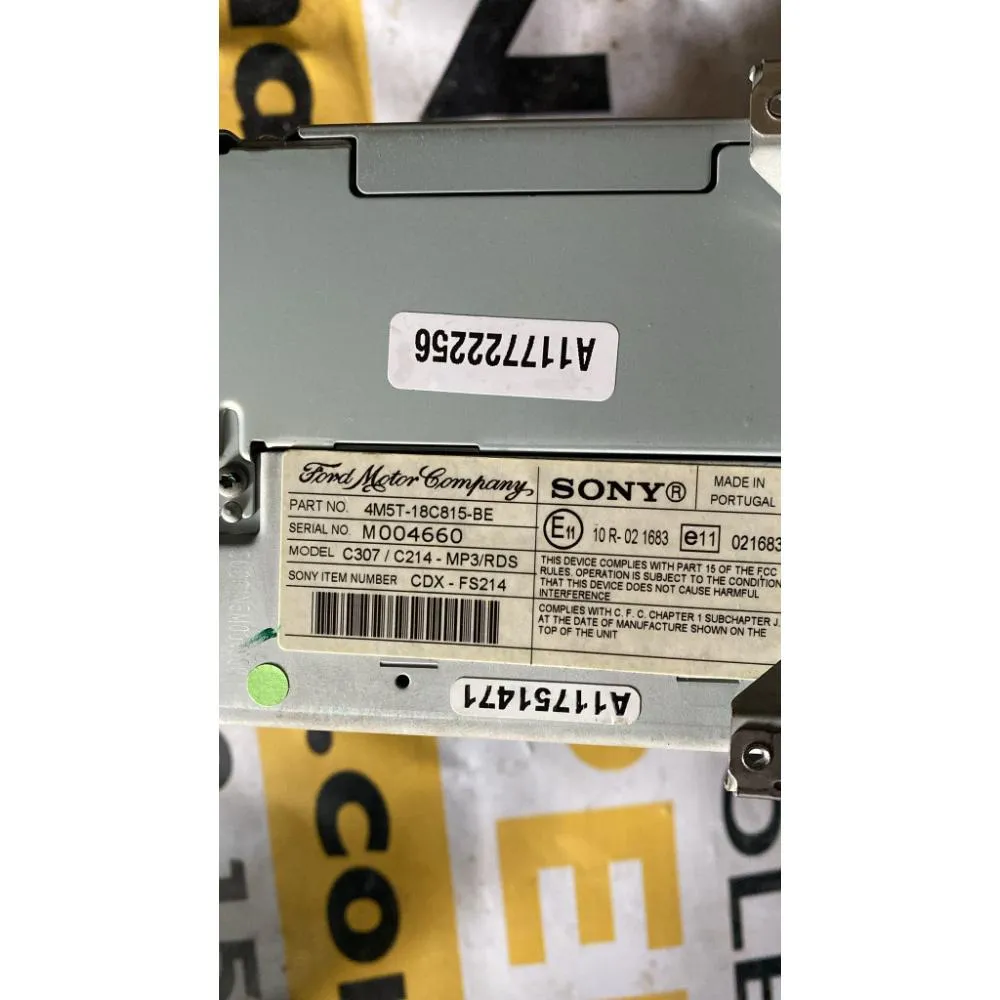 A117722256
Ford Motor Company
PART NO. 4M5T-18C815-BE
SERIAL NO. M004660
MODEL C307 / C214 - MP3/RDS
SONY ITEM NUMBER CDX - FS214
SONY®
MADE IN
PORTUGAL
E11 10 R- 02 1683 e11 021683
THIS DEVICE COMPLIES WITH PART 15 OF THE FCC
RULES. OPERATION IS SUBJECT TO THE CONDITION
THAT THIS DEVICE DOES NOT CAUSE HARMFUL
INTERFERENCE
COMPLIES WITH C. F. C. CHAPTER 1 SUBCHAPTER J.
AT THE DATE OF MANUFACTURE SHOWN ON THE
TOP OF THE UNIT
A11751471